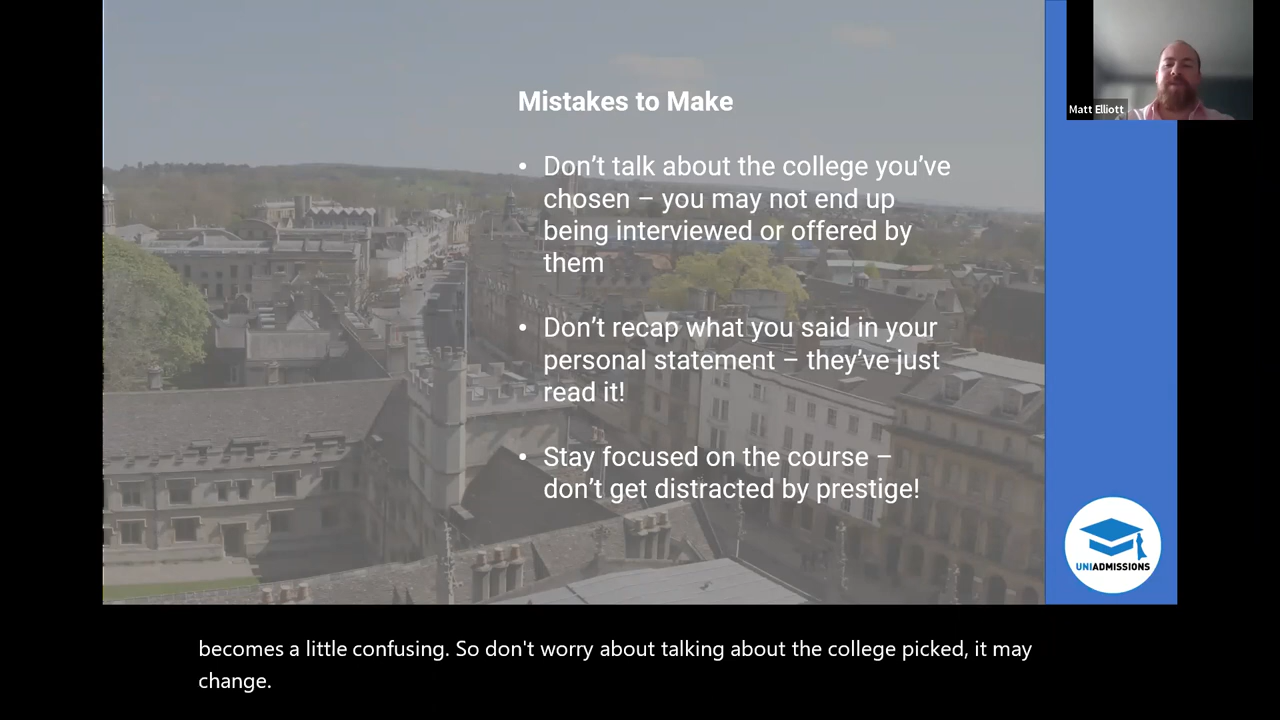 Mistakes to Make
• Don’t talk about the college you’ve
chosen – you may not end up
being interviewed or offered by
them
• Don’t recap what you said in your
personal statement – they’ve just
read it!
• Stay focused on the course –
don’t get distracted by prestige!
Matt Elliott
UNIADMISSIONS
becomes a little confusing. So don't worry about talking about the college picked, it may
change.